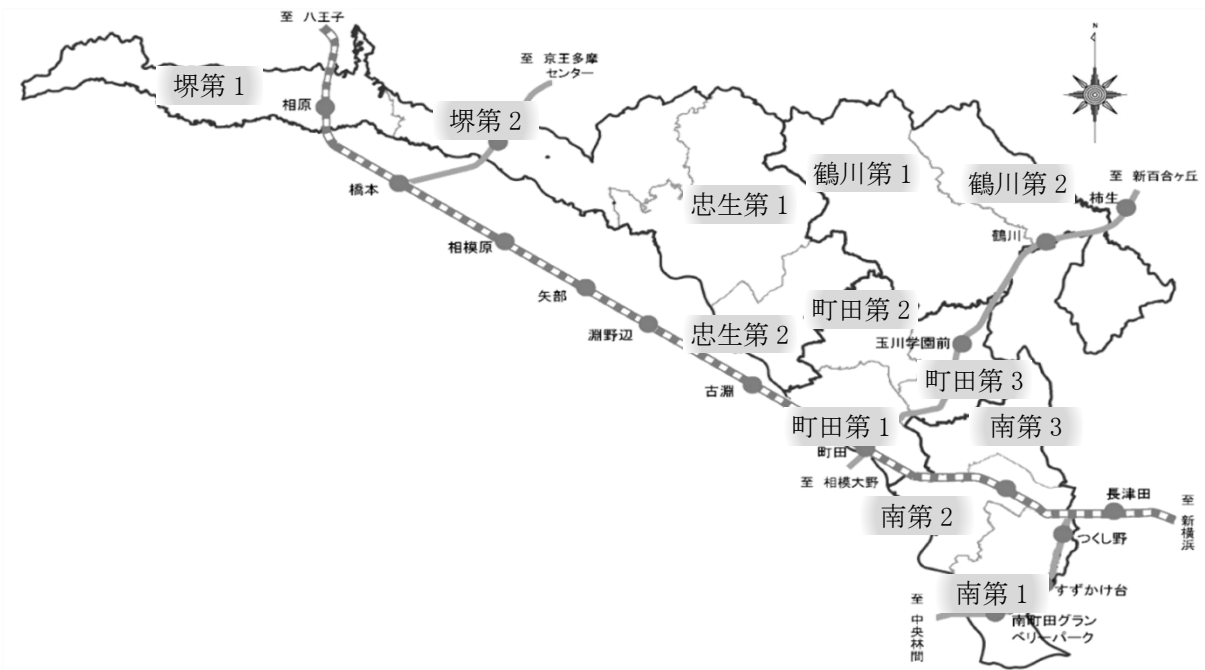 至 八王子
N
至 京王多摩
センター
堺第1
相原
堺第2
橋本
鶴川第1
鶴川第2
至 新百合ヶ丘
柿生
忠生第1
鶴川
相模原
矢部
淵野辺
町田第2
忠生第2
玉川学園前
古淵
町田第3
町田第1
南第3
町田
至 相模大野
長津田
至 新横浜
南第2
つくし野
南第1
すずかけ台
至 中央林間
南町田グラン
ベリーパーク